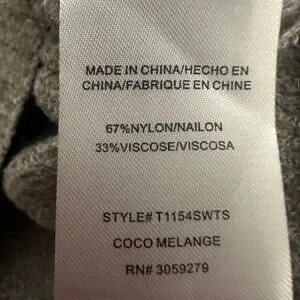 MADE IN CHINA/HECHO EN
CHINA/FABRIQUE EN CHINE
67%NYLON/NAILON
33%VISCOSE/VISCOSA
STYLE# T1154SWTS
COCO MELANGE
RN# 3059279